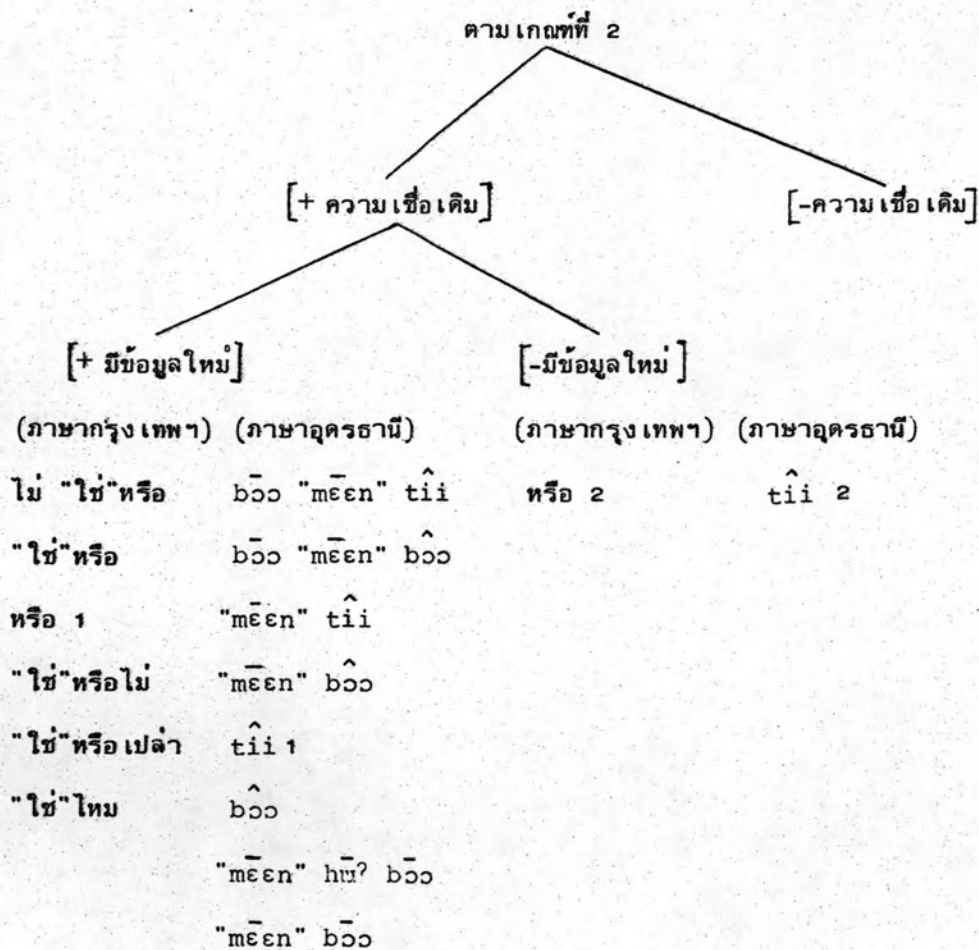 ตามเกณฑ์ที่ 2
[+ ความเชื่อเดิม] [-ความเชื่อเดิม]
[+ มีข้อมูลใหม่] [-มีข้อมูลใหม่ ]
(ภาษากรุงเทพฯ) (ภาษาอุดรธานี) (ภาษากรุงเทพฯ) (ภาษาอุดรธานี)
ไม่ "ใช่"หรือ bɔ̄ɔ "mɛ̄ɛn" tîi หรือ 2 tîi 2
"ใช่"หรือ bɔ̄ɔ "mɛ̄ɛn" bɔ̂ɔ
หรือ 1 "mɛ̄ɛn" tîi
"ใช่"หรือไม่ "mɛ̄ɛn" bɔ̂ɔ
"ใช่"หรือเปล่า tîi 1
"ใช่"ไหม bɔ̂ɔ
"mɛ̄ɛn" hɯ̄? bɔ̄ɔ
"mɛ̄ɛn" bɔ̄ɔ